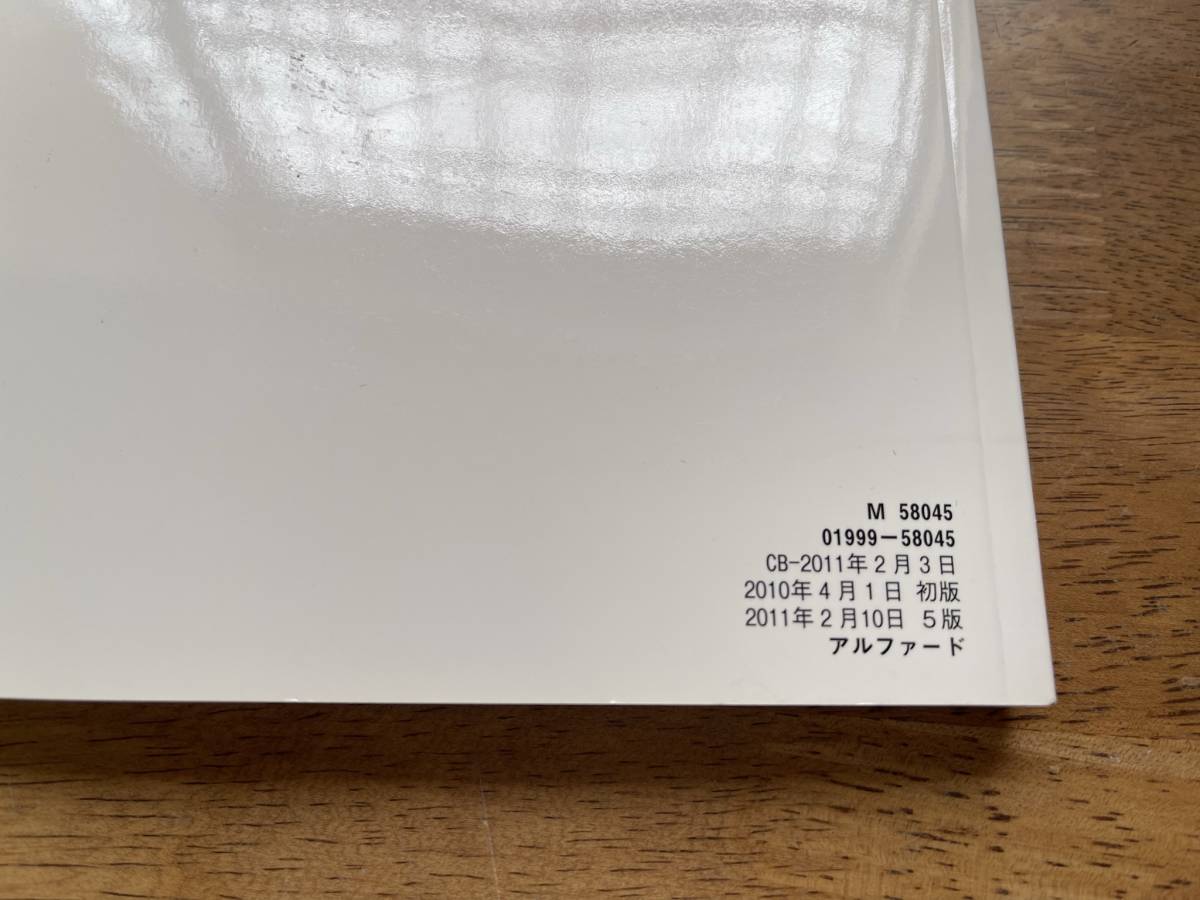 M 58045
01999-58045
CB-2011年2月3日
2010年4月1日 初版
2011年2月10日 5版
アルファード